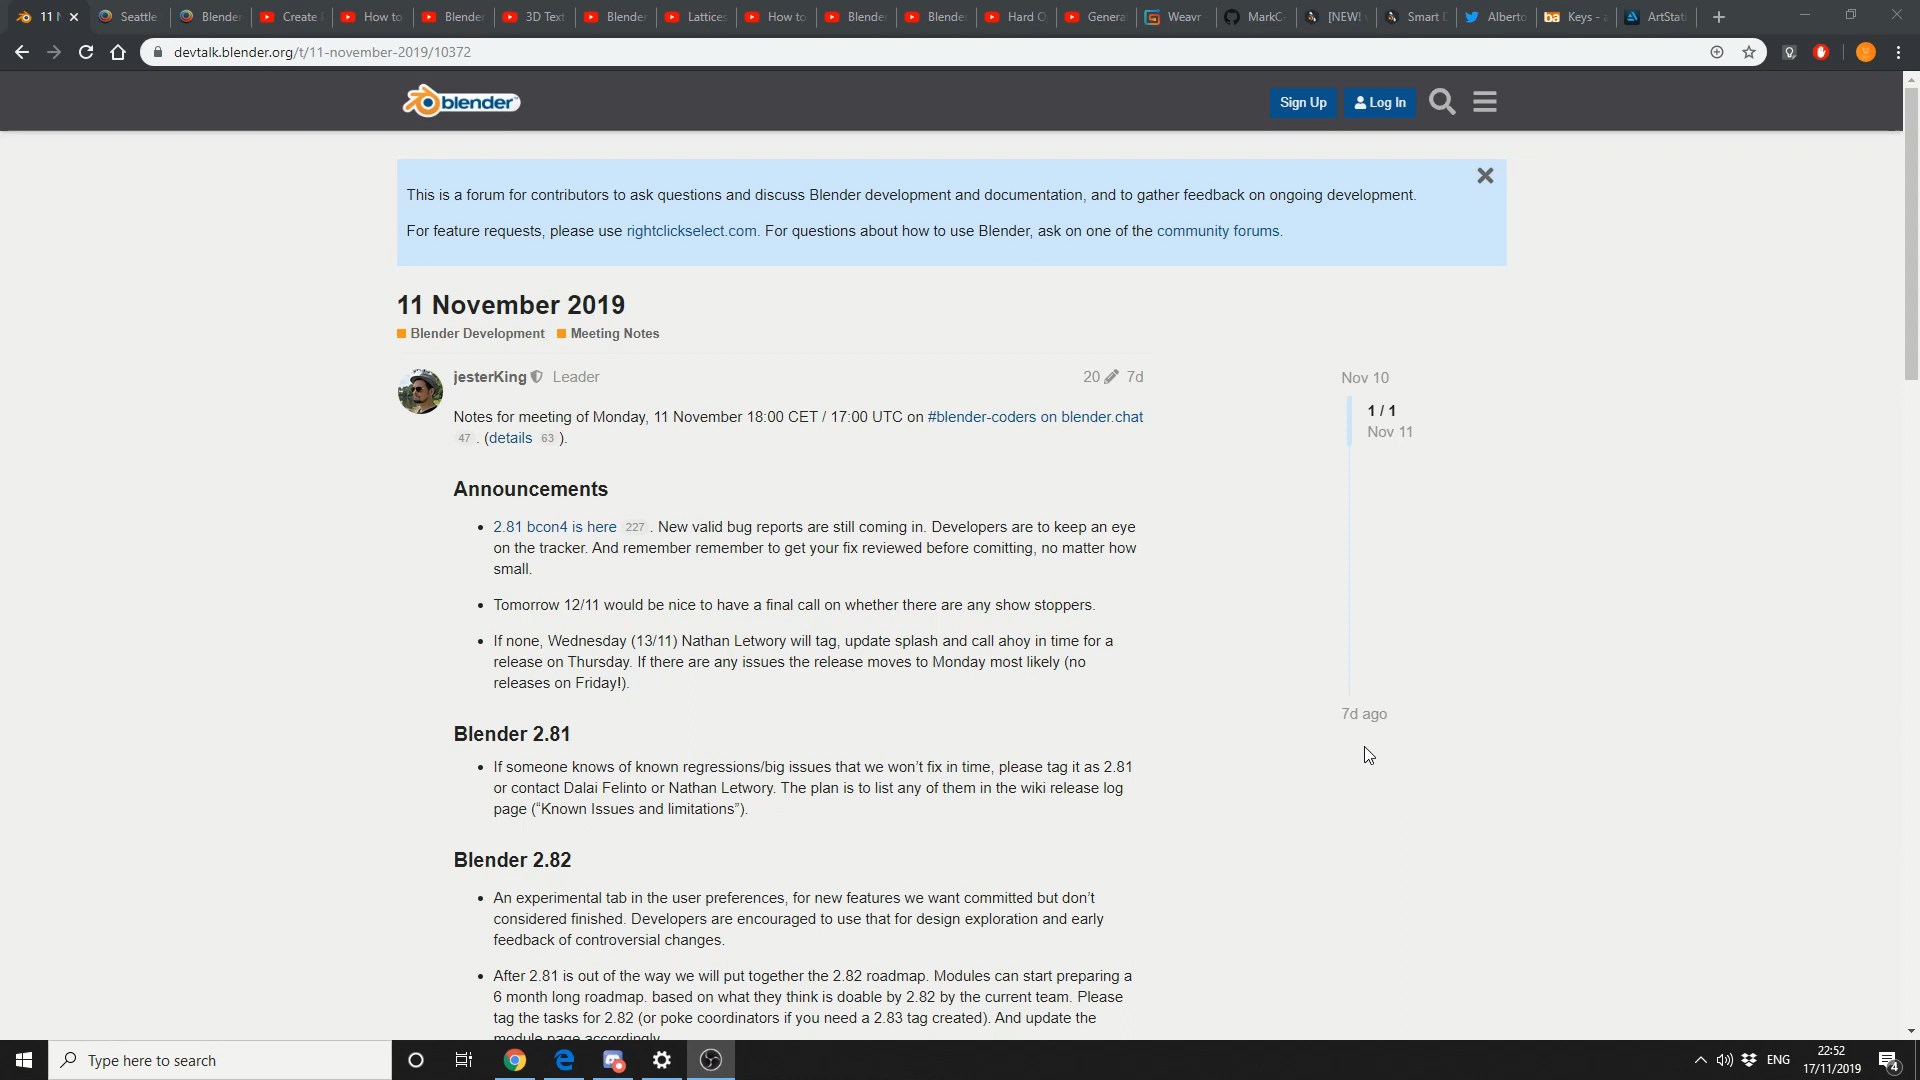 11 N
Seattle
Blender
Create
How to
Blender
3D Text
Blender
Lattices
How to
Blender
Blende
Hard O
Genera
Weavr
MarkC
[NEW!
Smart
Alberto
Keys - a
ArtStat
devtalk.blender.org/t/11-november-2019/10372
blender
Sign Up
Log In
This is a forum for contributors to ask questions and discuss Blender development and documentation, and to gather feedback on ongoing development.
For feature requests, please use rightclickselect.com. For questions about how to use Blender, ask on one of the community forums.
11 November 2019
Blender Development Meeting Notes
jesterKing Leader 20 7d
Notes for meeting of Monday, 11 November 18:00 CET / 17:00 UTC on #blender-coders on blender.chat
47 . (details 63 ).
Nov 10
1 / 1
Nov 11
7d ago
Announcements
• 2.81 bcon4 is here 227 . New valid bug reports are still coming in. Developers are to keep an eye
on the tracker. And remember remember to get your fix reviewed before comitting, no matter how
small.
• Tomorrow 12/11 would be nice to have a final call on whether there are any show stoppers.
• If none, Wednesday (13/11) Nathan Letwory will tag, update splash and call ahoy in time for a
release on Thursday. If there are any issues the release moves to Monday most likely (no
releases on Friday!).
Blender 2.81
• If someone knows of known regressions/big issues that we won't fix in time, please tag it as 2.81
or contact Dalai Felinto or Nathan Letwory. The plan is to list any of them in the wiki release log
page (“Known Issues and limitations”).
Blender 2.82
• An experimental tab in the user preferences, for new features we want committed but don't
considered finished. Developers are encouraged to use that for design exploration and early
feedback of controversial changes.
• After 2.81 is out of the way we will put together the 2.82 roadmap. Modules can start preparing a
6 month long roadmap. based on what they think is doable by 2.82 by the current team. Please
tag the tasks for 2.82 (or poke coordinators if you need a 2.83 tag created). And update the
module page accordingly.
Type here to search
ENG
22:52
17/11/2019
4